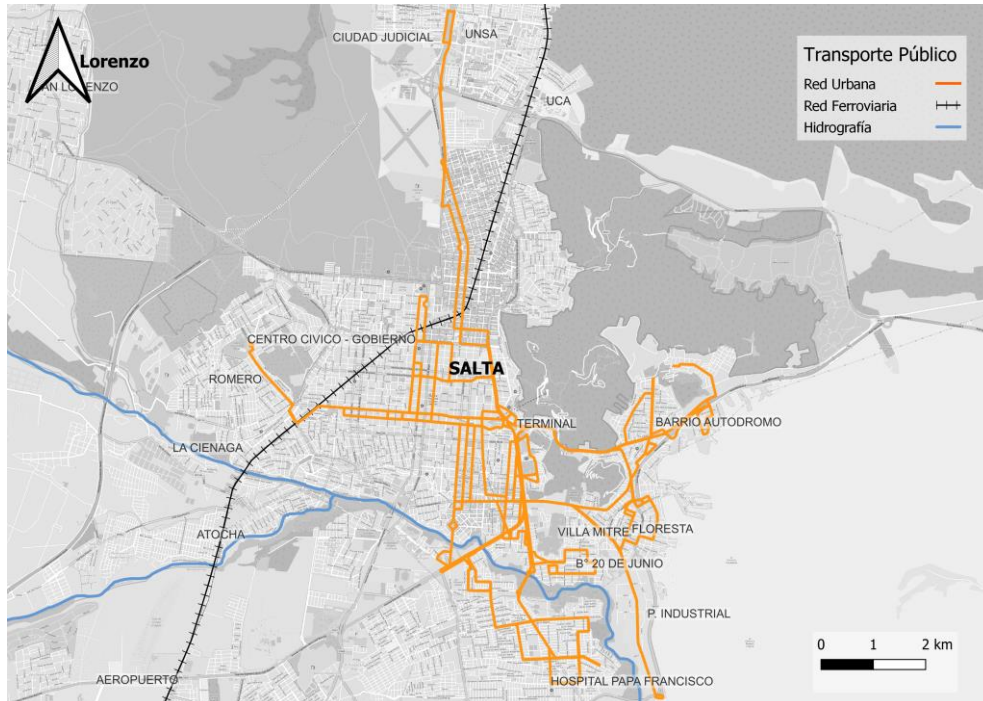 CIUDAD JUDICIAL
UNSA
Lorenzo
AN LORENZO
UCA
Transporte Público
Red Urbana
Red Ferroviaria
Hidrografía
CENTRO CIVICO - GOBIERNO
SALTA
ROMERO
TERMINAL
BARRIO AUTODROMO
LA CIENAGA
ATOCHA
VILLA MITRE
FLORESTA
B° 20 DE JUNIO
P. INDUSTRIAL
0 1 2 km
AEROPUERTO
HOSPITAL PAPA FRANCISCO